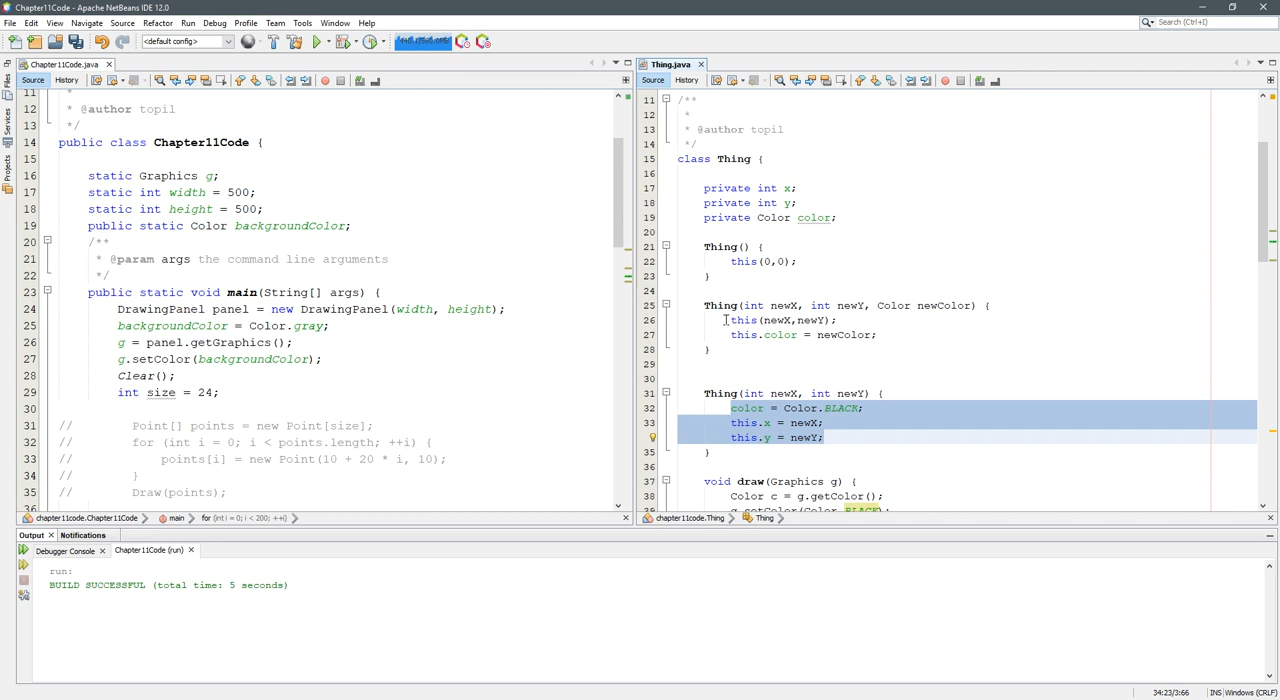 Chapter11Code - Apache NetBeans IDE 12.0
File Edit View Navigate Source Refactor Run Debug Profile Team Tools Window Help
Search (Ctrl+I)
<default config>
Chapter11Code.java
Source History
11 *
12 * @author topil
13 */
14 public class Chapter11Code {
15
16 static Graphics g;
17 static int width = 500;
18 static int height = 500;
19 public static Color backgroundColor;
20 /**
21 * @param args the command line arguments
22 */
23 public static void main(String[] args) {
24 DrawingPanel panel = new DrawingPanel(width, height);
25 backgroundColor = Color.gray;
26 g = panel.getGraphics();
27 g.setColor(backgroundColor);
28 Clear();
29 int size = 24;
30
31 // Point[] points = new Point[size];
32 // for (int i = 0; i < points.length; ++i) {
33 // points[i] = new Point(10 + 20 * i, 10);
34 // }
35 // Draw(points);
36
chapter11code.Chapter11Code main for (int i = 0; i < 200; ++i)
Thing.java
Source History
11 /**
12 *
13 * @author topil
14 */
15 class Thing {
16
17 private int x;
18 private int y;
19 private Color color;
20
21 Thing() {
22 this(0,0);
23 }
24
25 Thing(int newX, int newY, Color newColor) {
26 this(newX,newY);
27 this.color = newColor;
28 }
29
30
31 Thing(int newX, int newY) {
32 color = Color.BLACK;
33 this.x = newX;
this.y = newY;
35 }
36
37 void draw(Graphics g) {
38 Color c = g.getColor();
39 g.setColor(Color.BLACK);
chapter11code.Thing Thing
Files
Services
Projects
Output Notifications
Debugger Console Chapter11Code (run)
run:
BUILD SUCCESSFUL (total time: 5 seconds)
34:23/3:66 INS Windows (CRLF)